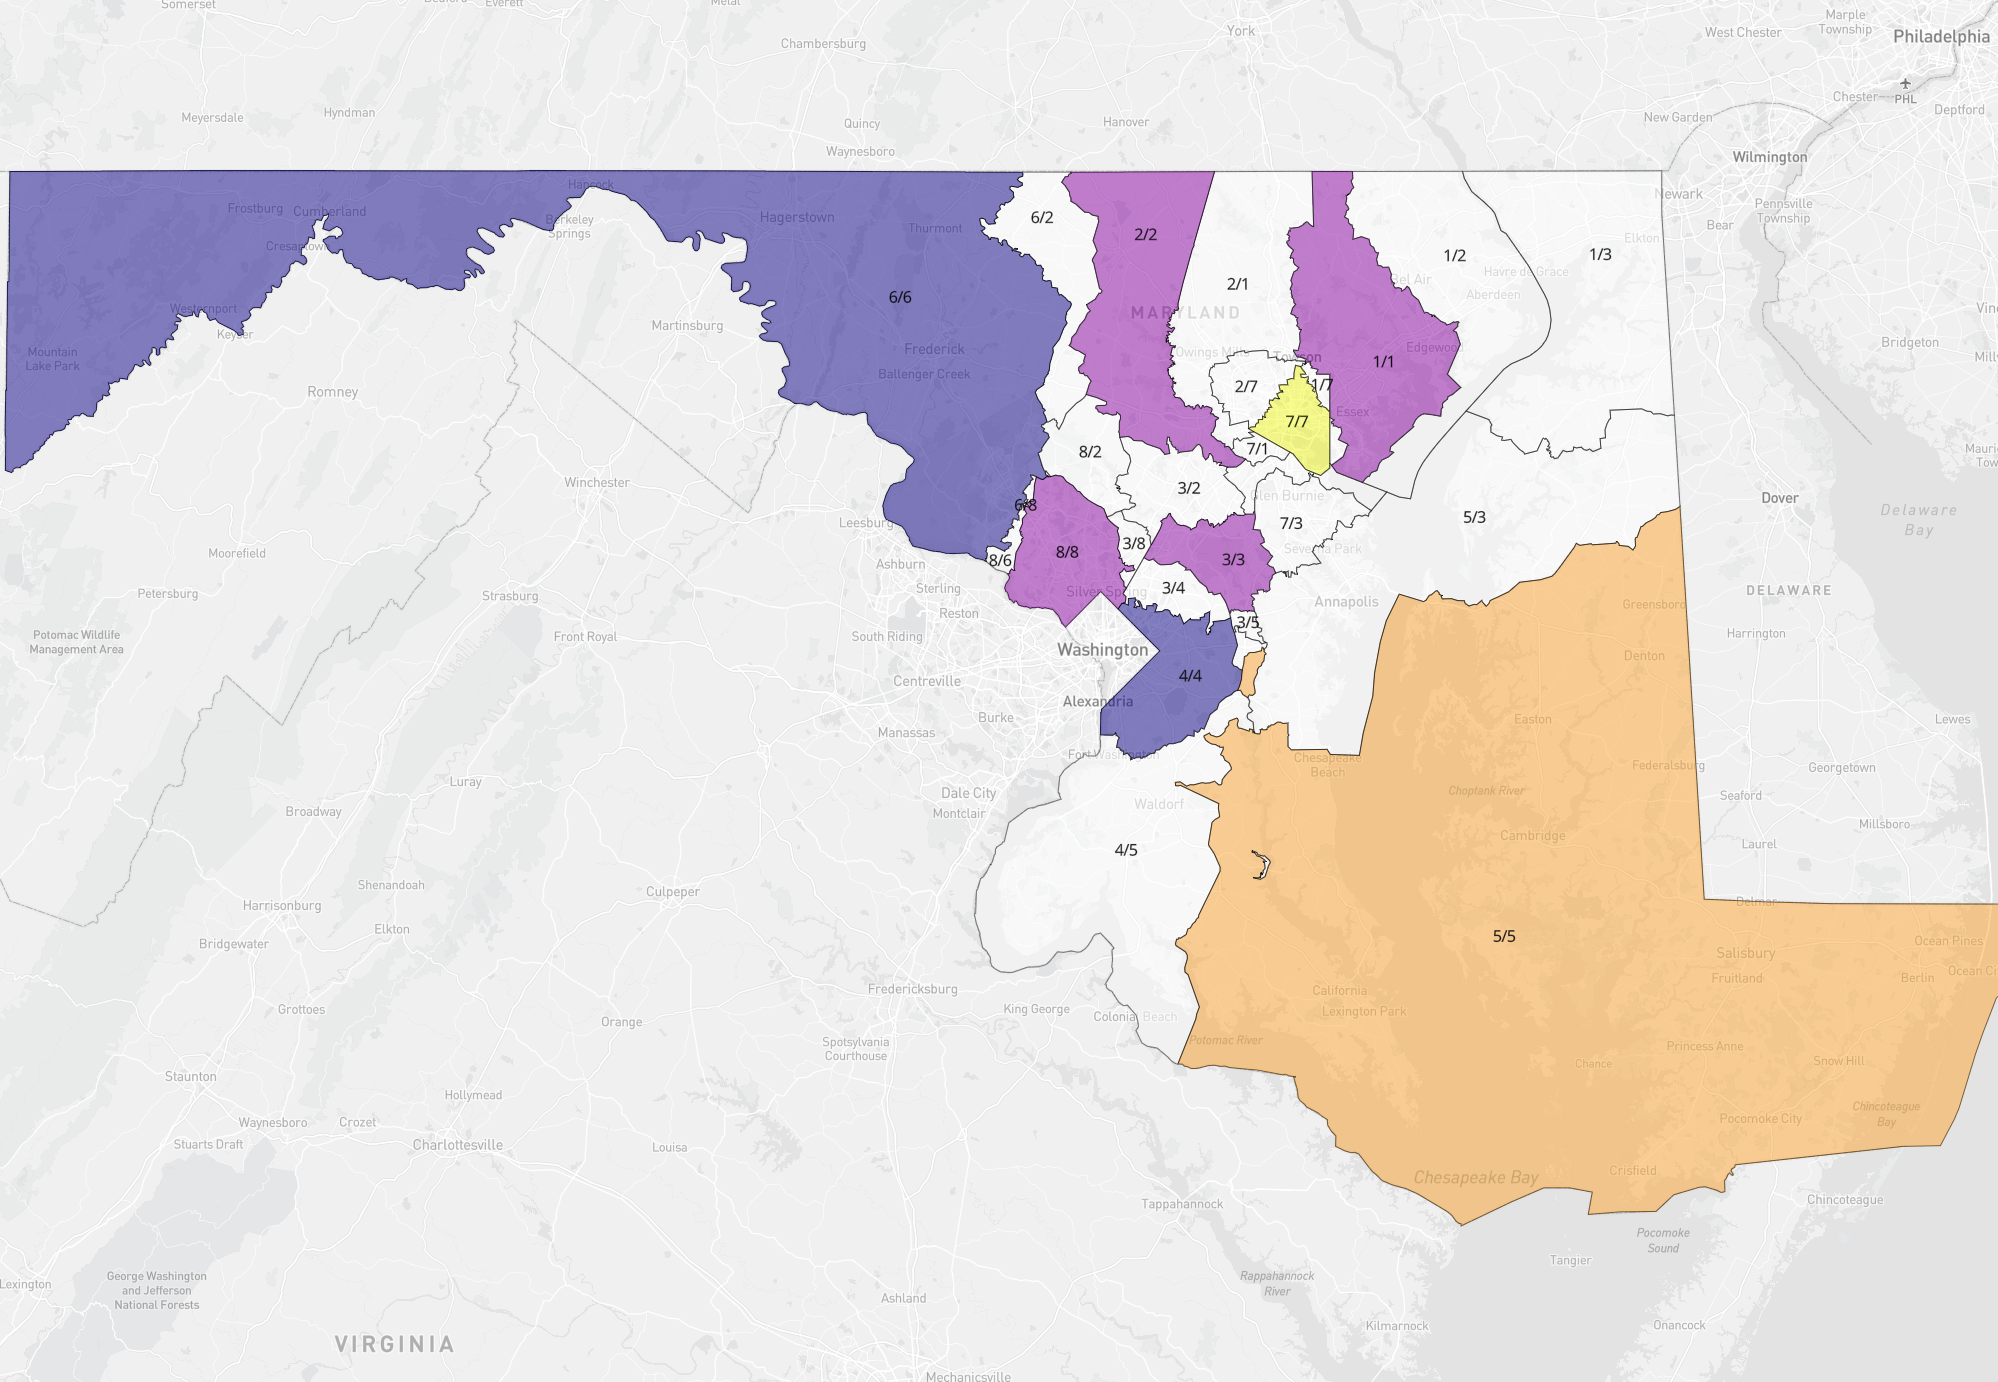 Somerset
Bedford
Everett
Metal
Chambersburg
York
West Chester
Marple
Township
Philadelphia
Chester
PHL
Deptford
Meyersdale
Hyndman
Quincy
Hanover
New Garden
Waynesboro
Wilmington
Hancock
Frostburg
Cumberland
Berkeley
Springs
Hagerstown
Thurmont
6/2
2/2
Newark
Pennsville
Township
Bear
Elkton
Cresaptown
1/2
1/3
Bel Air
Havre de Grace
Aberdeen
2/1
6/6
Westernport
Keyser
Martinsburg
MARYLAND
Mountain
Lake Park
Frederick
Ballenger Creek
Owings Mills
Towson
Edgewood
1/1
Bridgeton
Romney
2/7
1/7
Essex
7/7
7/1
8/2
Winchester
3/2
Glen Burnie
6/8
Dover
Delaware
Bay
Leesburg
7/3
5/3
Moorefield
8/8
3/8
Severna Park
8/6
3/3
Ashburn
Petersburg
Strasburg
Sterling
Silver Spring
3/4
DELAWARE
Reston
Annapolis
Greensboro
Potomac Wildlife
Management Area
Front Royal
South Riding
3/5
Harrington
Washington
Denton
4/4
Centreville
Alexandria
Burke
Manassas
Easton
Lewes
Fort Washington
Chesapeake
Beach
Federalsburg
Georgetown
Luray
Dale City
Montclair
Choptank River
Seaford
Broadway
Waldorf
Cambridge
Millsboro
4/5
Laurel
Shenandoah
Culpeper
Harrisonburg
Delmar
Elkton
5/5
Bridgewater
Ocean Pines
Salisbury
Fruitland
Berlin
Ocean Ci
Fredericksburg
California
Grottoes
Orange
King George
Colonial Beach
Lexington Park
Spotsylvania
Courthouse
Potomac River
Princess Anne
Chance
Snow Hill
Staunton
Hollymead
Waynesboro
Crozet
Pocomoke City
Chincoteague
Bay
Stuarts Draft
Charlottesville
Louisa
Chesapeake Bay
Crisfield
Tappahannock
Chincoteague
Pocomoke
Sound
Tangier
Lexington
George Washington
and Jefferson
National Forests
Rappahannock
River
Ashland
VIRGINIA
Kilmarnock
Onancock
Mechanicsville